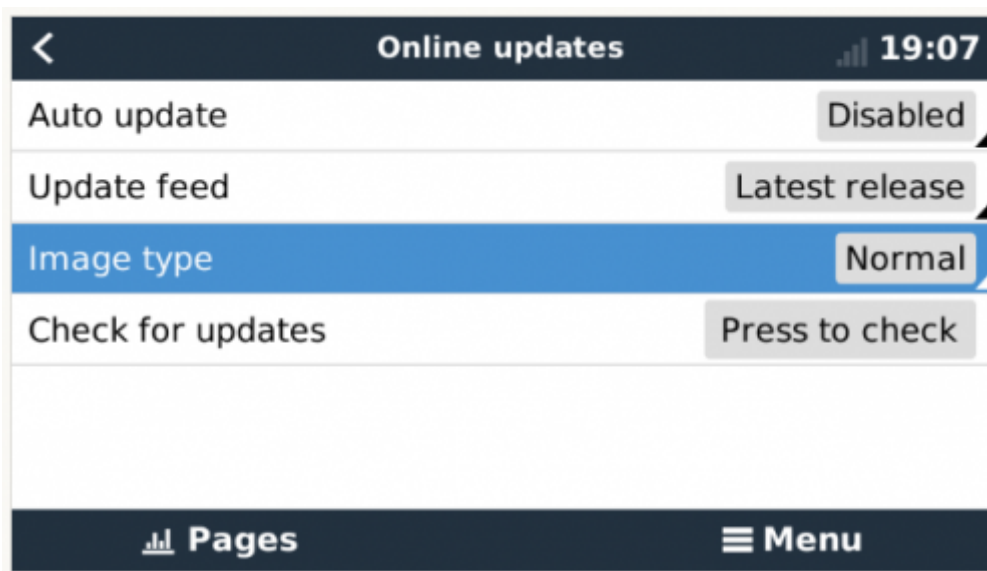 Online updates 19:07
Auto update Disabled
Update feed Latest release
Image type Normal
Check for updates Press to check
Pages Menu